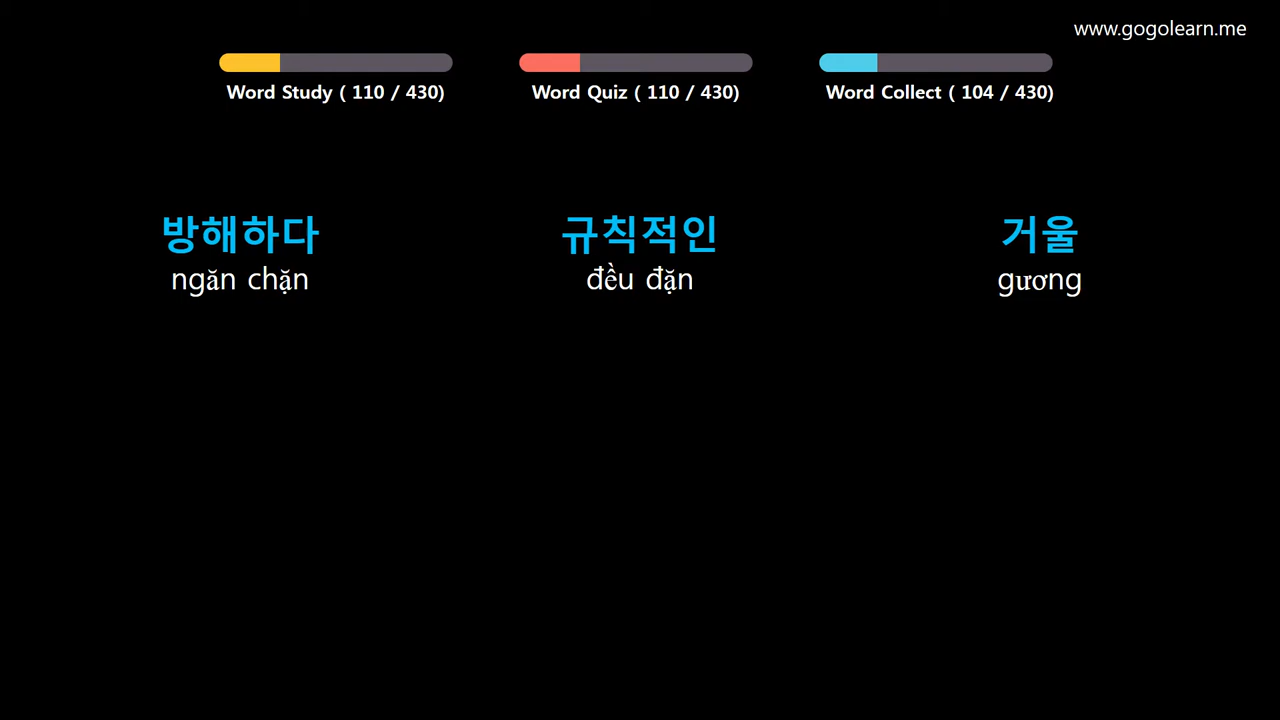 www.gogolearn.me
Word Study ( 110 / 430)
Word Quiz ( 110 / 430)
Word Collect ( 104 / 430)
방해하다
ngăn chặn
규칙적인
đều đặn
거울
gương